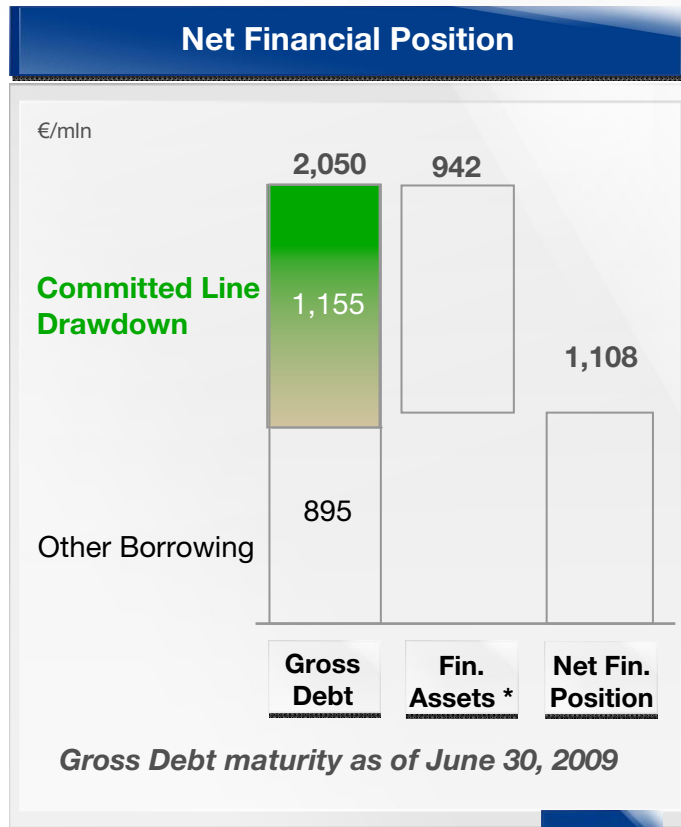 Net Financial Position
€/mln
2,050
942
Committed Line
Drawdown
1,155
1,108
895
Other Borrowing
Gross
Debt
Fin.
Assets *
Net Fin.
Position
Gross Debt maturity as of June 30, 2009